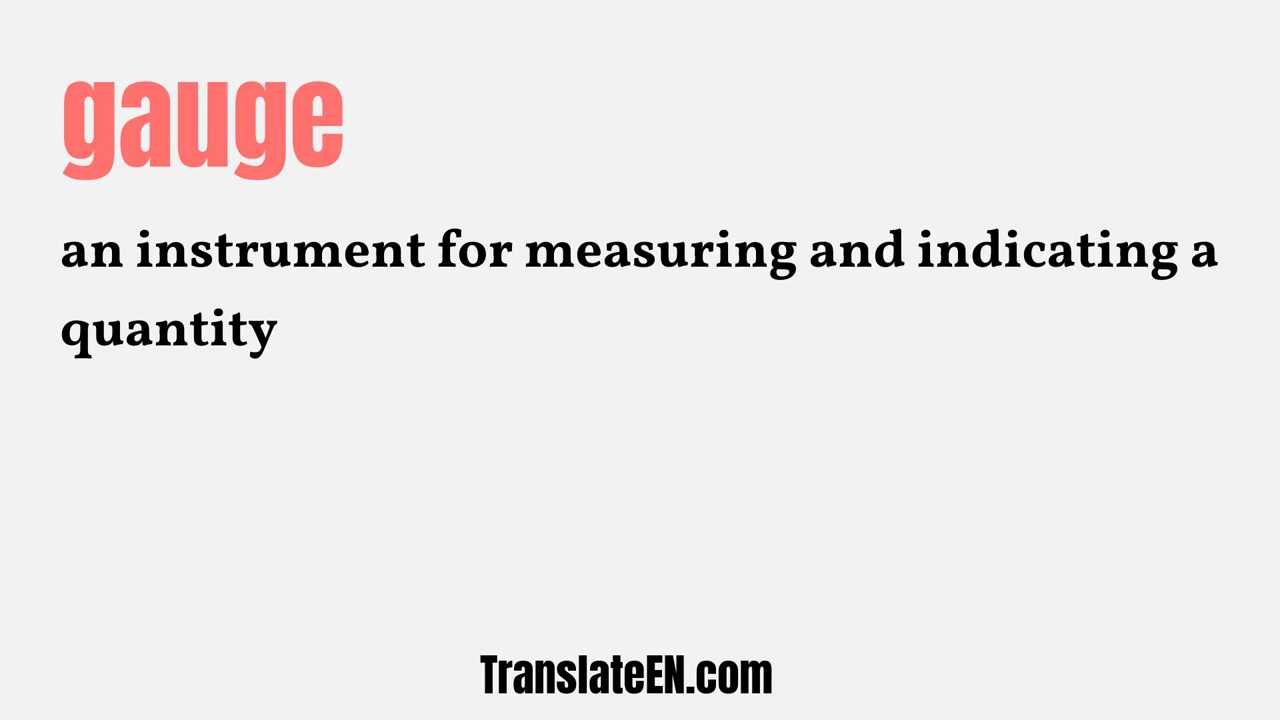 gauge
an instrument for measuring and indicating a
quantity
TranslateEN.com